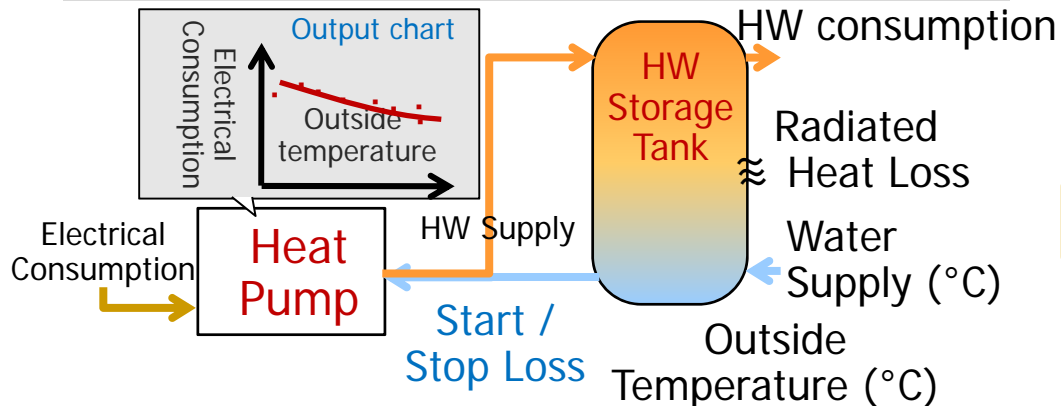 Output chart
Electrical
Consumption
Outside
temperature
HW consumption
HW
Storage
Tank
Radiated
Heat Loss
Electrical
Consumption
Heat
Pump
HW Supply
Water
Supply (°C)
Start /
Stop Loss
Outside
Temperature (°C)